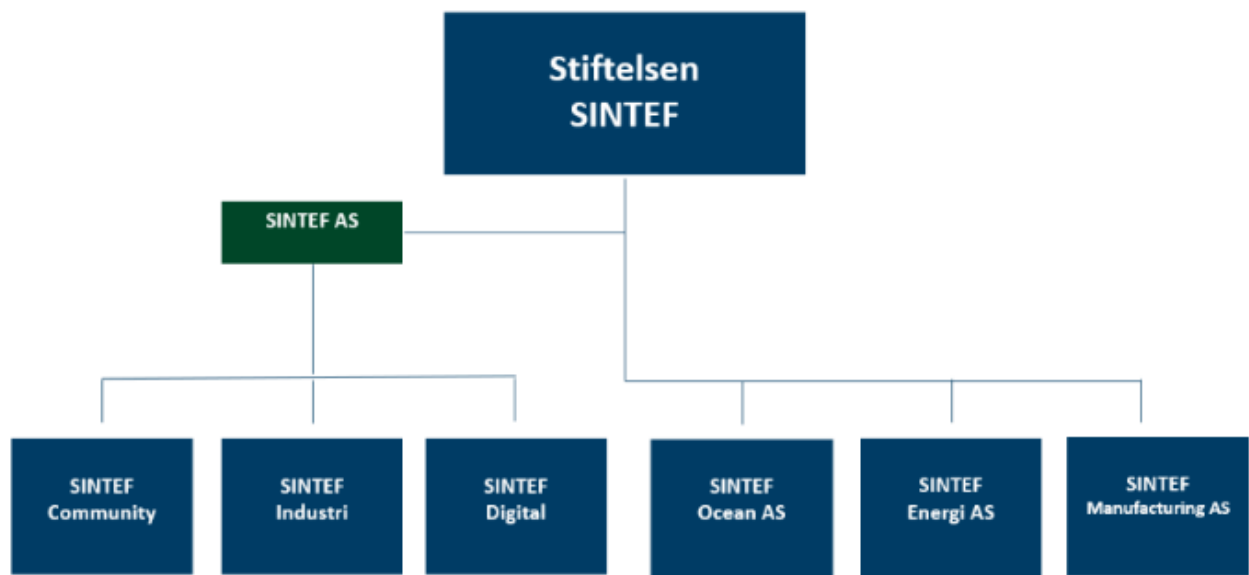 Stiftelsen
SINTEF
SINTEF AS
SINTEF
Community
SINTEF
Industri
SINTEF
Digital
SINTEF
Ocean AS
SINTEF
Energi AS
SINTEF
Manufacturing AS